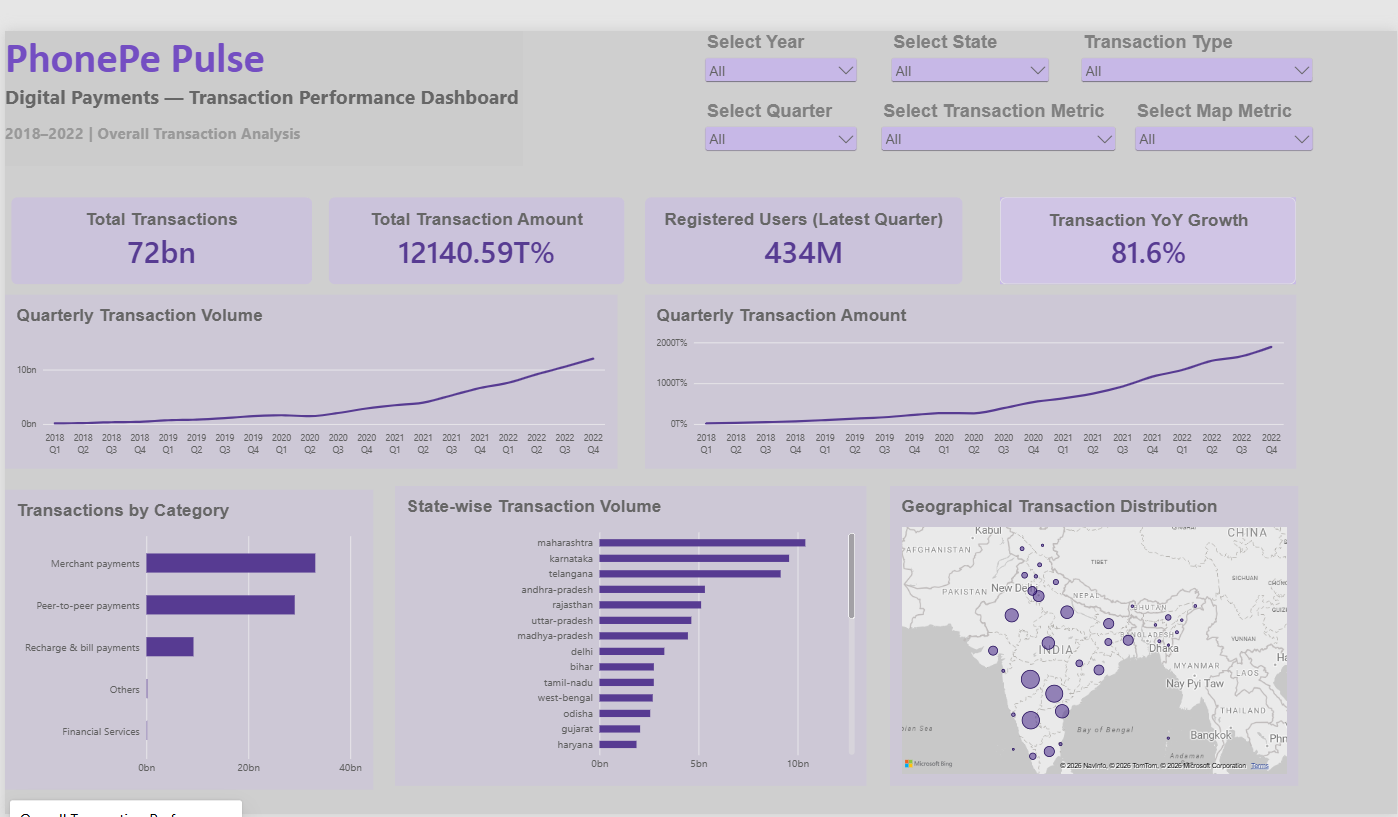 PhonePe Pulse
Digital Payments — Transaction Performance Dashboard
2018–2022 | Overall Transaction Analysis
Select Year
All
Select State
All
Transaction Type
All
Select Quarter
All
Select Transaction Metric
All
Select Map Metric
All
Total Transactions
72bn
Total Transaction Amount
12140.59T%
Registered Users (Latest Quarter)
434M
Transaction YoY Growth
81.6%
Quarterly Transaction Volume
10bn
0bn
2018 2018 2018 2018 2019 2019 2019 2019 2020 2020 2020 2020 2021 2021 2021 2021 2022 2022 2022 2022
Q1 Q2 Q3 Q4 Q1 Q2 Q3 Q4 Q1 Q2 Q3 Q4 Q1 Q2 Q3 Q4 Q1 Q2 Q3 Q4
Quarterly Transaction Amount
2000T%
1000T%
0T%
2018 2018 2018 2018 2019 2019 2019 2019 2020 2020 2020 2020 2021 2021 2021 2021 2022 2022 2022 2022
Q1 Q2 Q3 Q4 Q1 Q2 Q3 Q4 Q1 Q2 Q3 Q4 Q1 Q2 Q3 Q4 Q1 Q2 Q3 Q4
Transactions by Category
Merchant payments
Peer-to-peer payments
Recharge & bill payments
Others
Financial Services
0bn 20bn 40bn
State-wise Transaction Volume
maharashtra
karnataka
telangana
andhra-pradesh
rajasthan
uttar-pradesh
madhya-pradesh
delhi
bihar
tamil-nadu
west-bengal
odisha
gujarat
haryana
0bn 5bn 10bn
Geographical Transaction Distribution
Kabul
CHINA
AFGHANISTAN
TIBET
SICHUAN
PAKISTAN
New Delhi
NEPAL
BHUTAN
YUNNAN
INDIA
BANGLADESH
Dhaka
MYANMAR
LAOS
Nay Pyi Taw
THAILAND
Bay of Bengal
Bangkok
Andaman
Microsoft Bing
© 2026 NavInfo, © 2026 TomTom, © 2026 Microsoft Corporation Terms